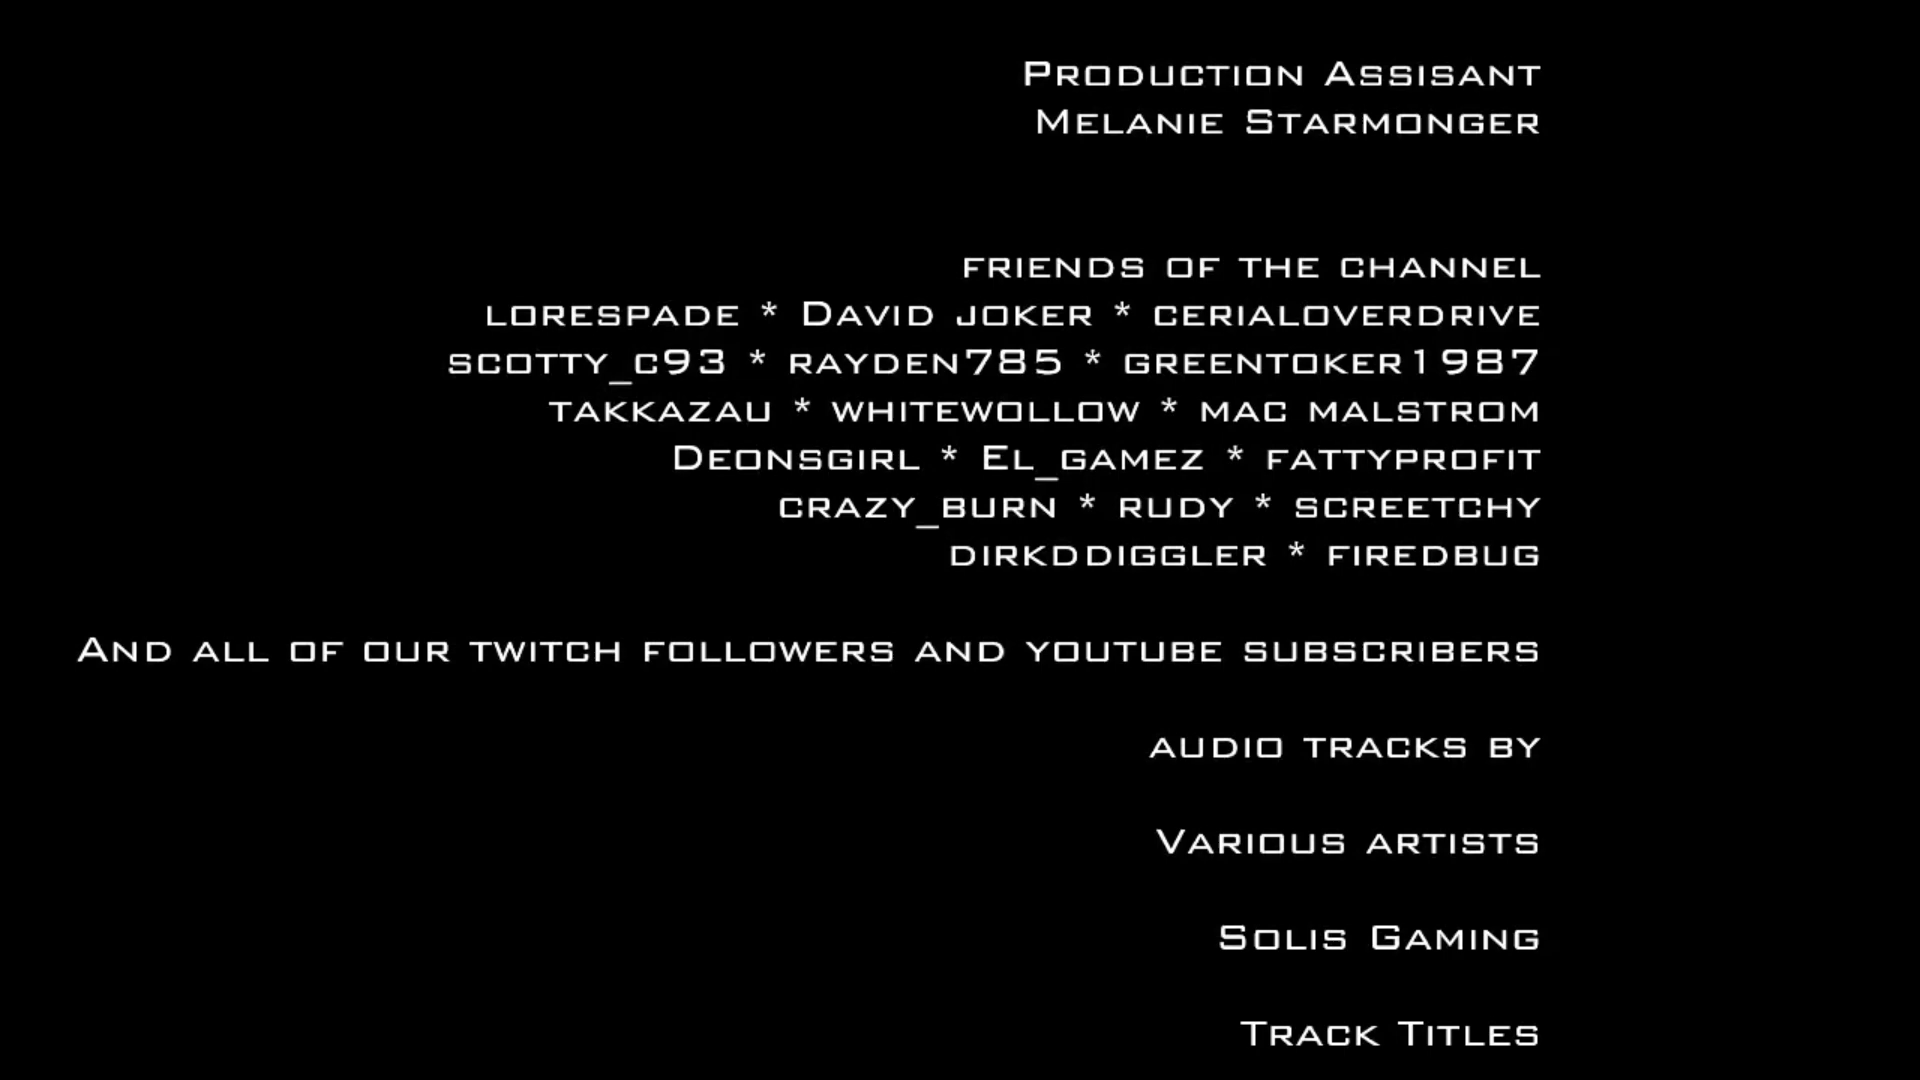 Production Assisant
Melanie Starmonger
friends of the channel
lorespade * David joker * cerialoverdrive
scotty_c93 * rayden785 * greentoker1987
takkazau * whitewollow * mac malstrom
Deonsgirl * El_gamez * fattyprofit
crazy_burn * rudy * screetchy
dirkddiggler * firedbug
And all of our twitch followers and youtube subscribers
audio tracks by
Various artists
Solis Gaming
Track Titles